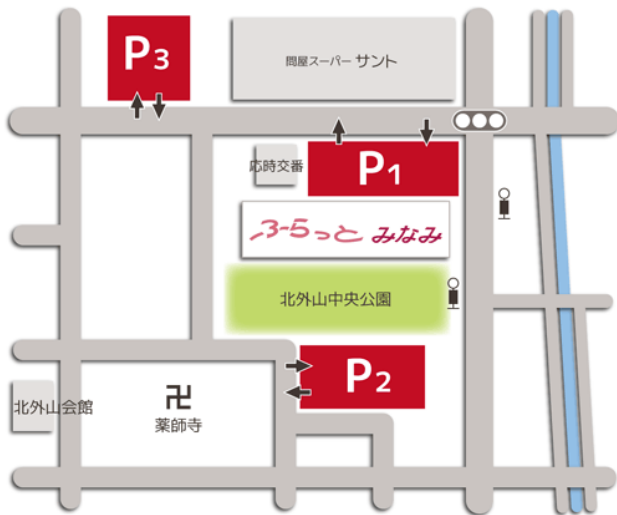 P3
問屋スーパー サント
応時交番
P1
ふらっと みなみ
北外山中央公園
P2
北外山会館
卍
薬師寺